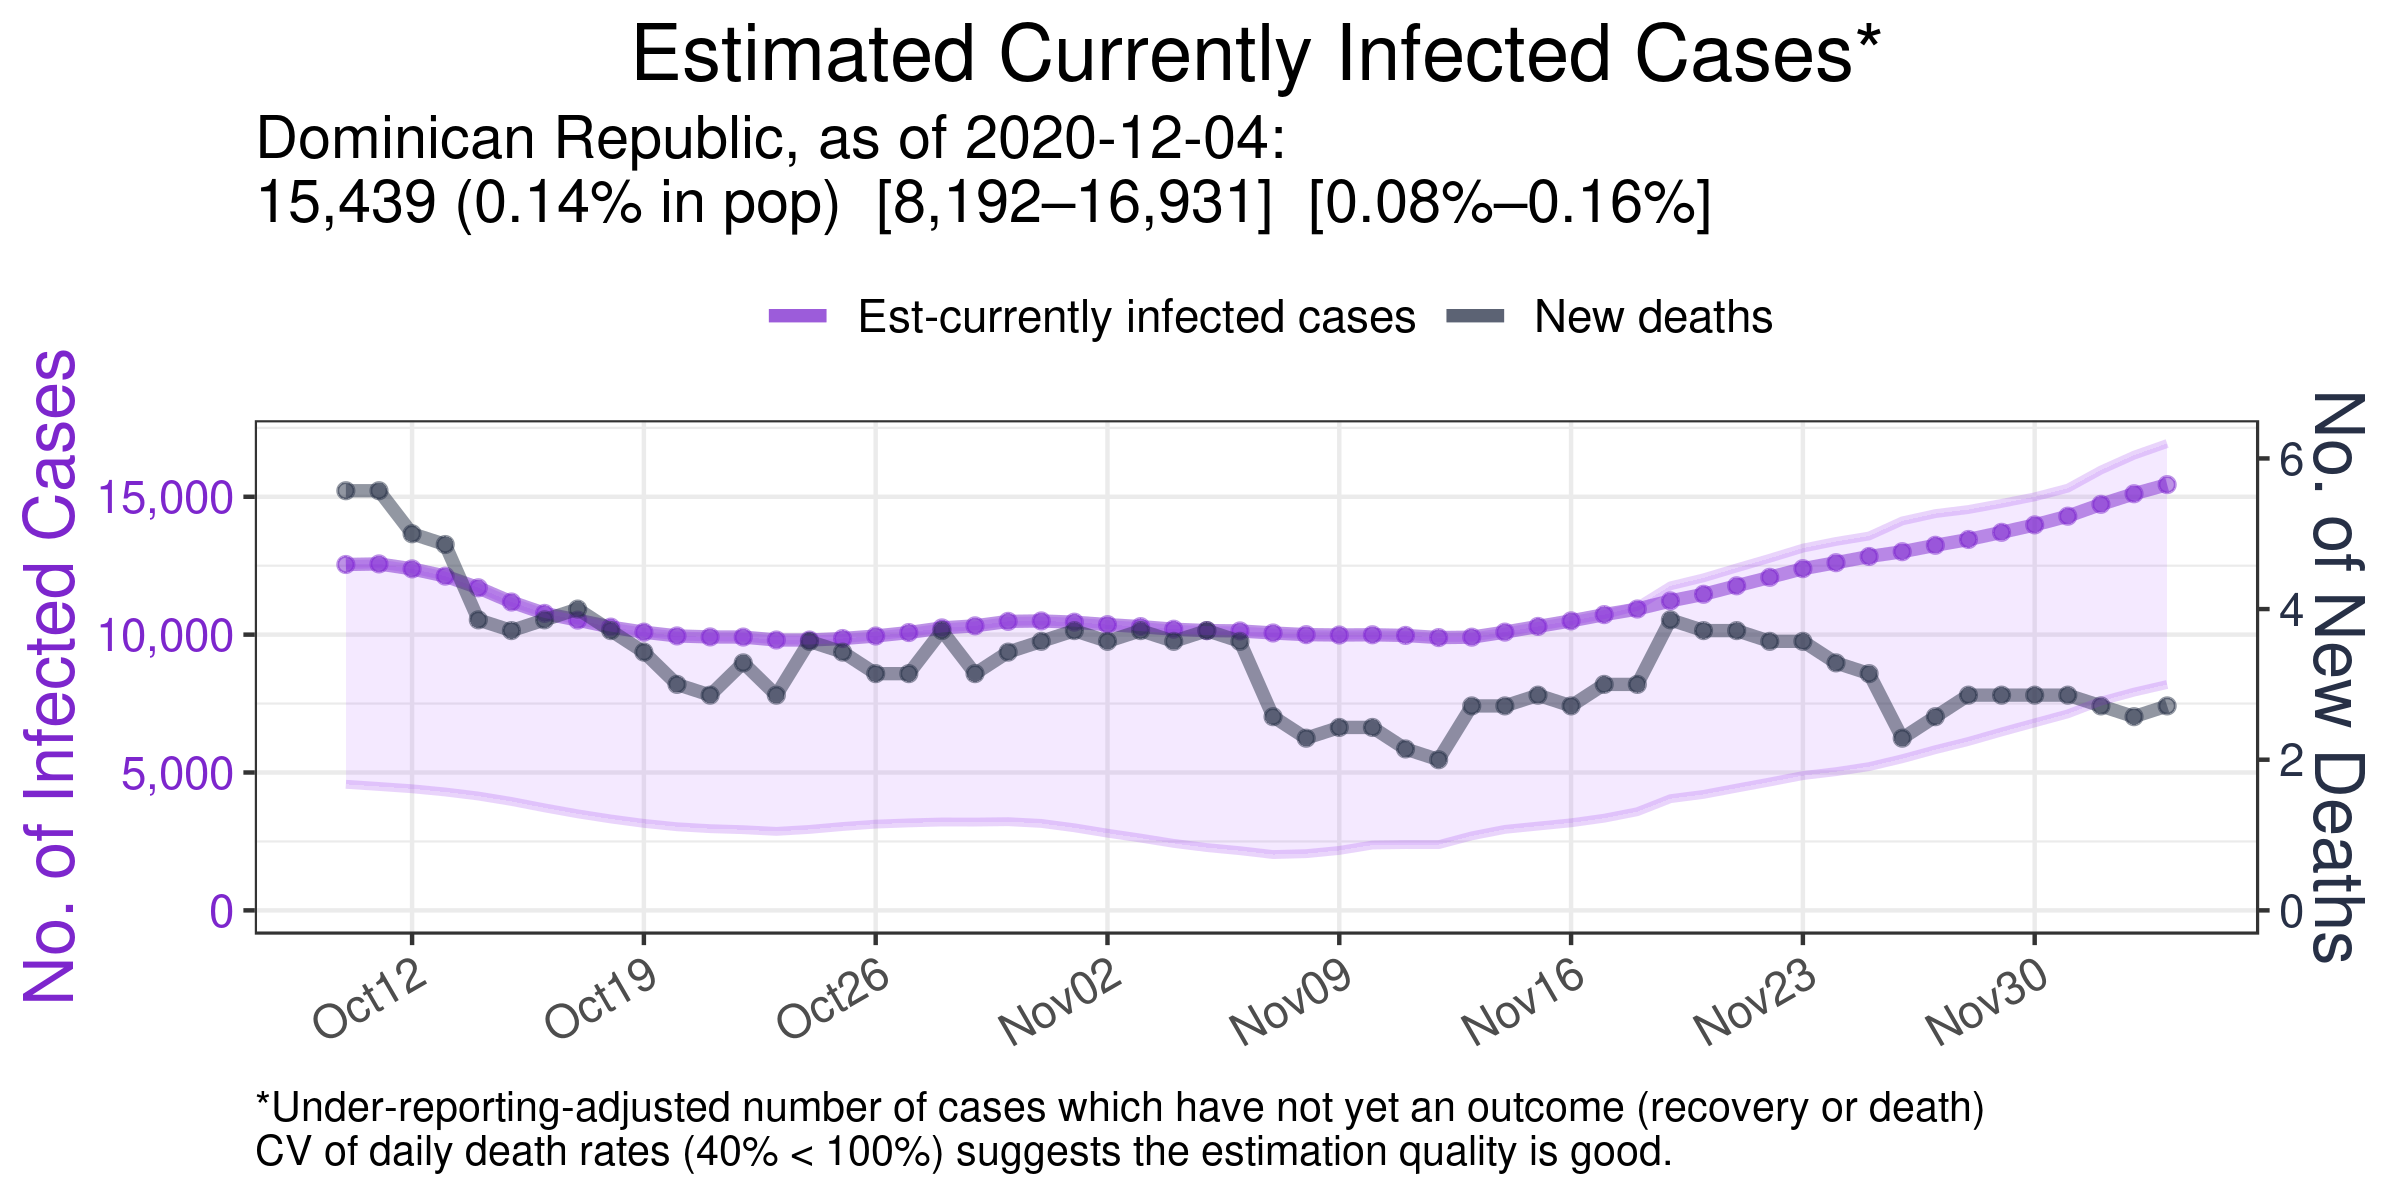 Estimated Currently Infected Cases*
Dominican Republic, as of 2020-12-04:
15,439 (0.14% in pop)  [8,192–16,931]  [0.08%–0.16%]
Est-currently infected cases
New deaths
No. of Infected Cases
15,000
10,000
5,000
0
6
4
2
0
No. of New Deaths
Oct12
Oct19
Oct26
Nov02
Nov09
Nov16
Nov23
Nov30
*Under-reporting-adjusted number of cases which have not yet an outcome (recovery or death)
CV of daily death rates (40% < 100%) suggests the estimation quality is good.